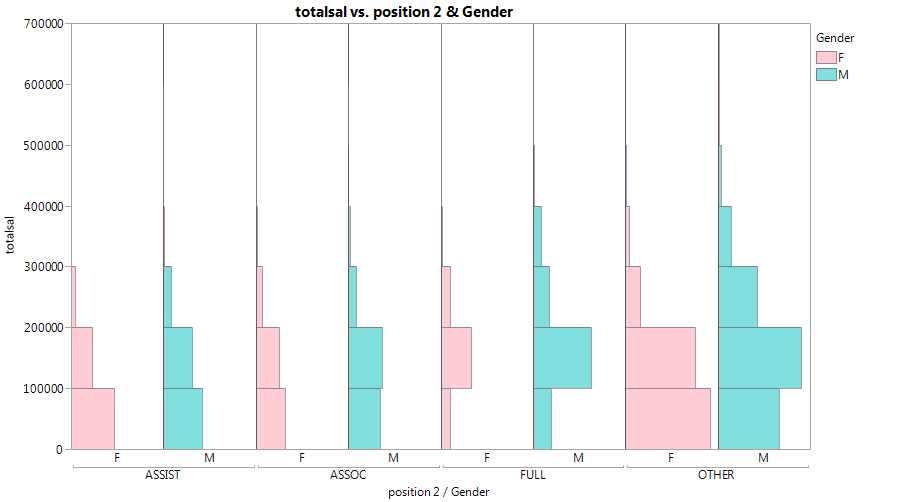 totalsal vs. position 2 & Gender
Gender
F
M
totalsal
700000
600000
500000
400000
300000
200000
100000
0
F M F M F M F M
ASSIST ASSOC FULL OTHER
position 2 / Gender